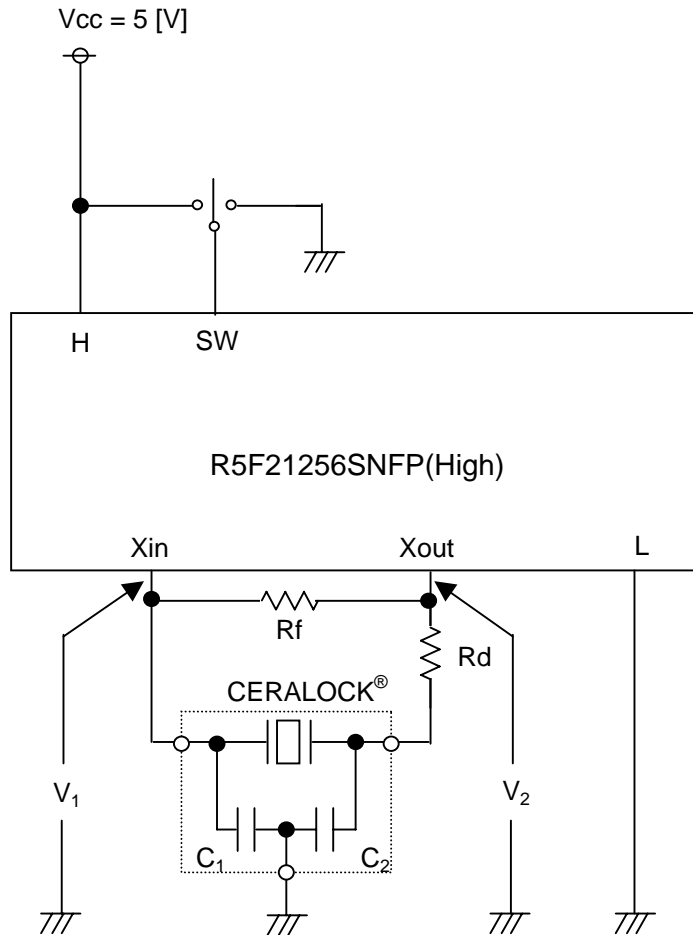 Vcc = 5 [V]
H SW
R5F21256SNFP(High)
Xin Xout L
Rf
Rd
CERALOCK®
V₁ V₂
C₁ C₂